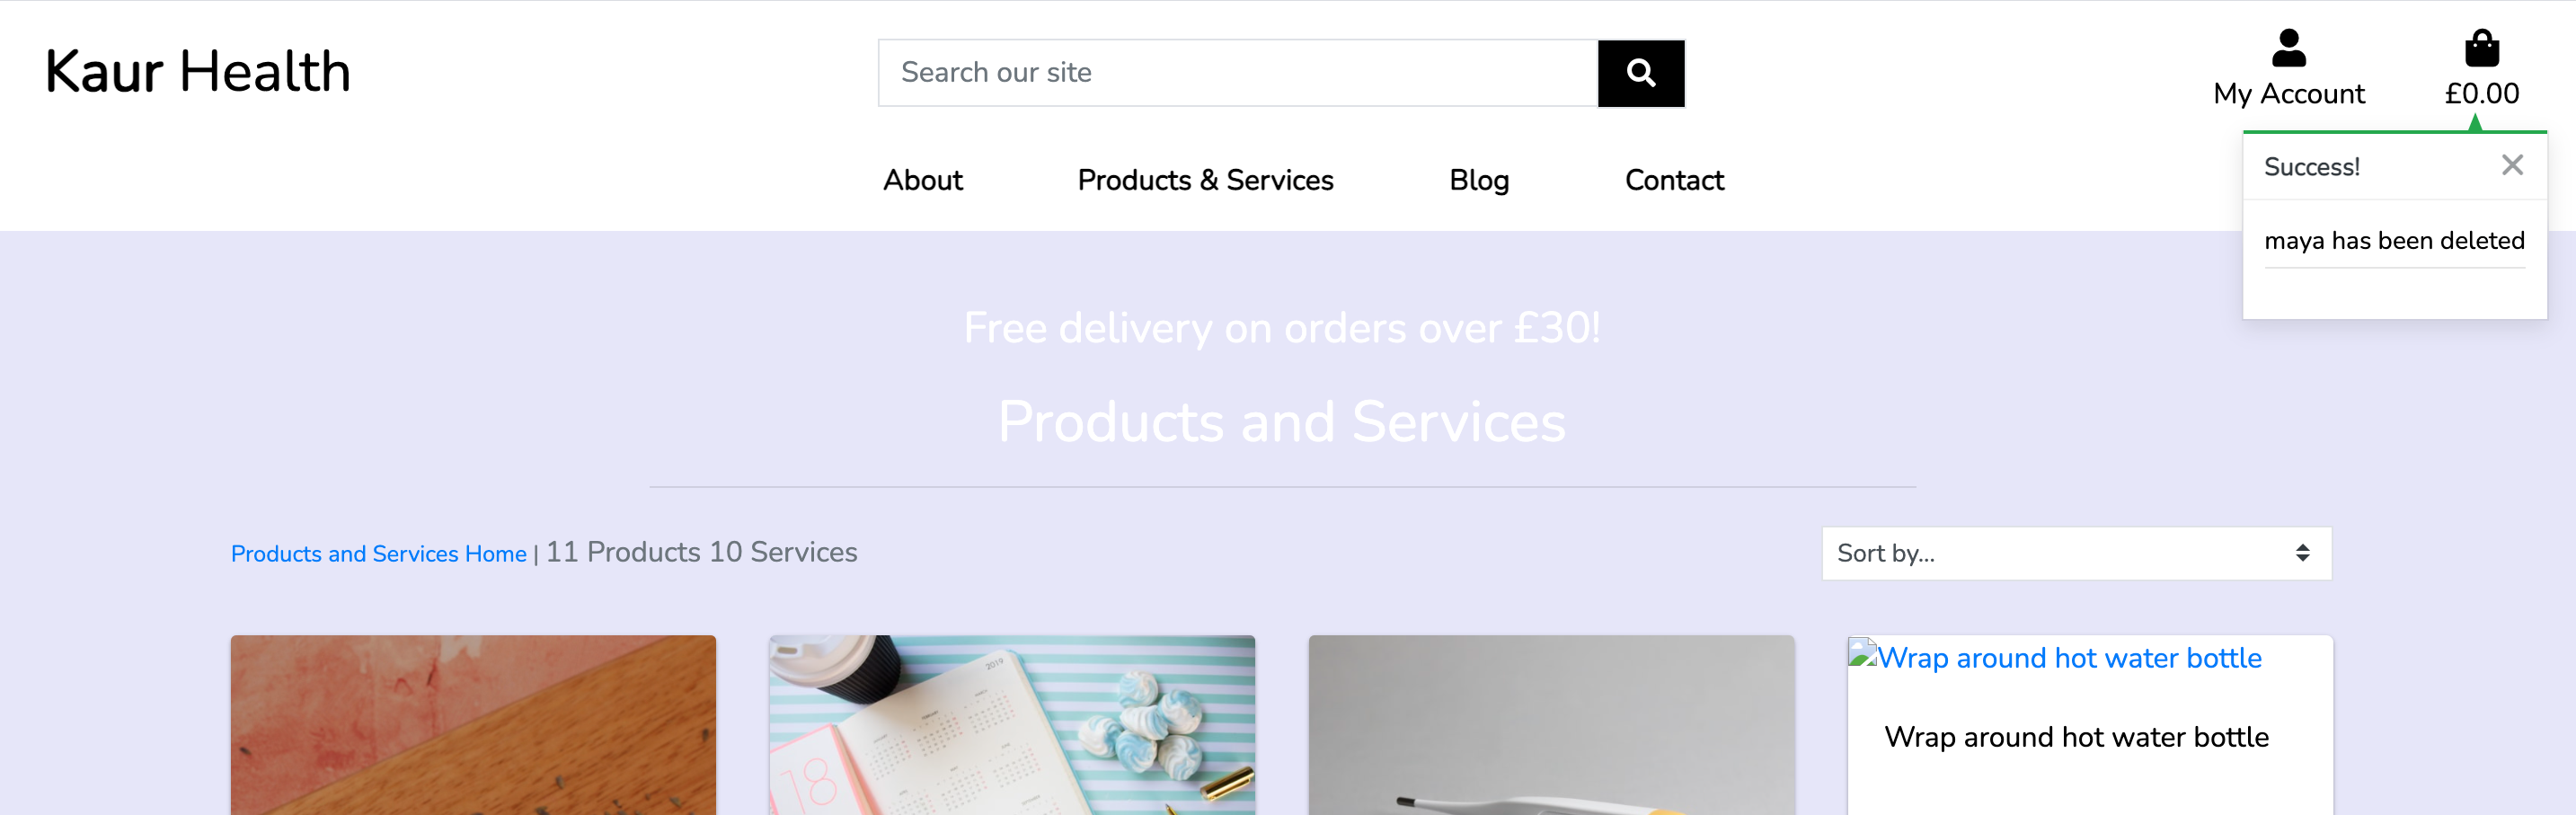 Kaur Health
Search our site
My Account
£0.00
About
Products & Services
Blog
Contact
Success!
maya has been deleted
Free delivery on orders over £30!
Products and Services
Products and Services Home | 11 Products 10 Services
Sort by...
2019
18
Wrap around hot water bottle
Wrap around hot water bottle